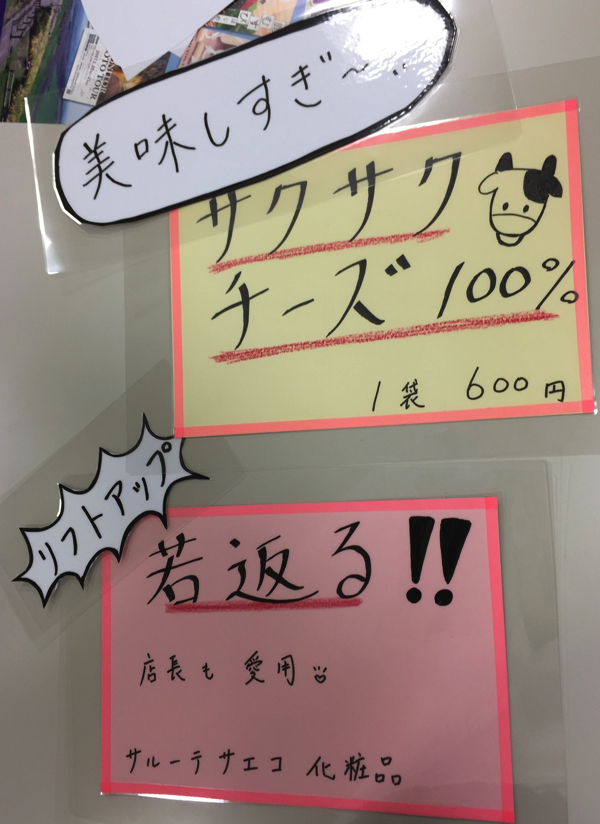 美味しすぎ〜..
サクサク
チーズ100%
1袋 600円
リフトアップ
若返る!!
店長も 愛用
サルーテサエコ 化粧品